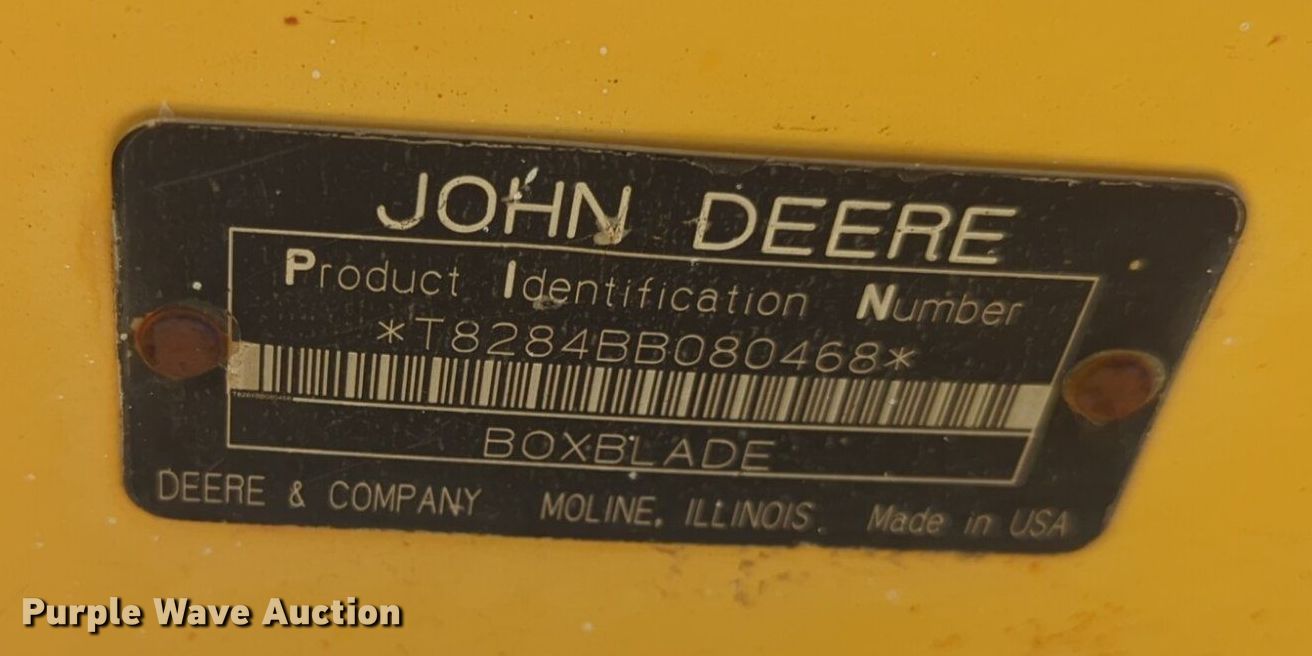 JOHN DEERE
Product Identification Number
*T8284BB080468*
BOXBLADE
DEERE & COMPANY MOLINE, ILLINOIS. Made in USA
Purple Wave Auction